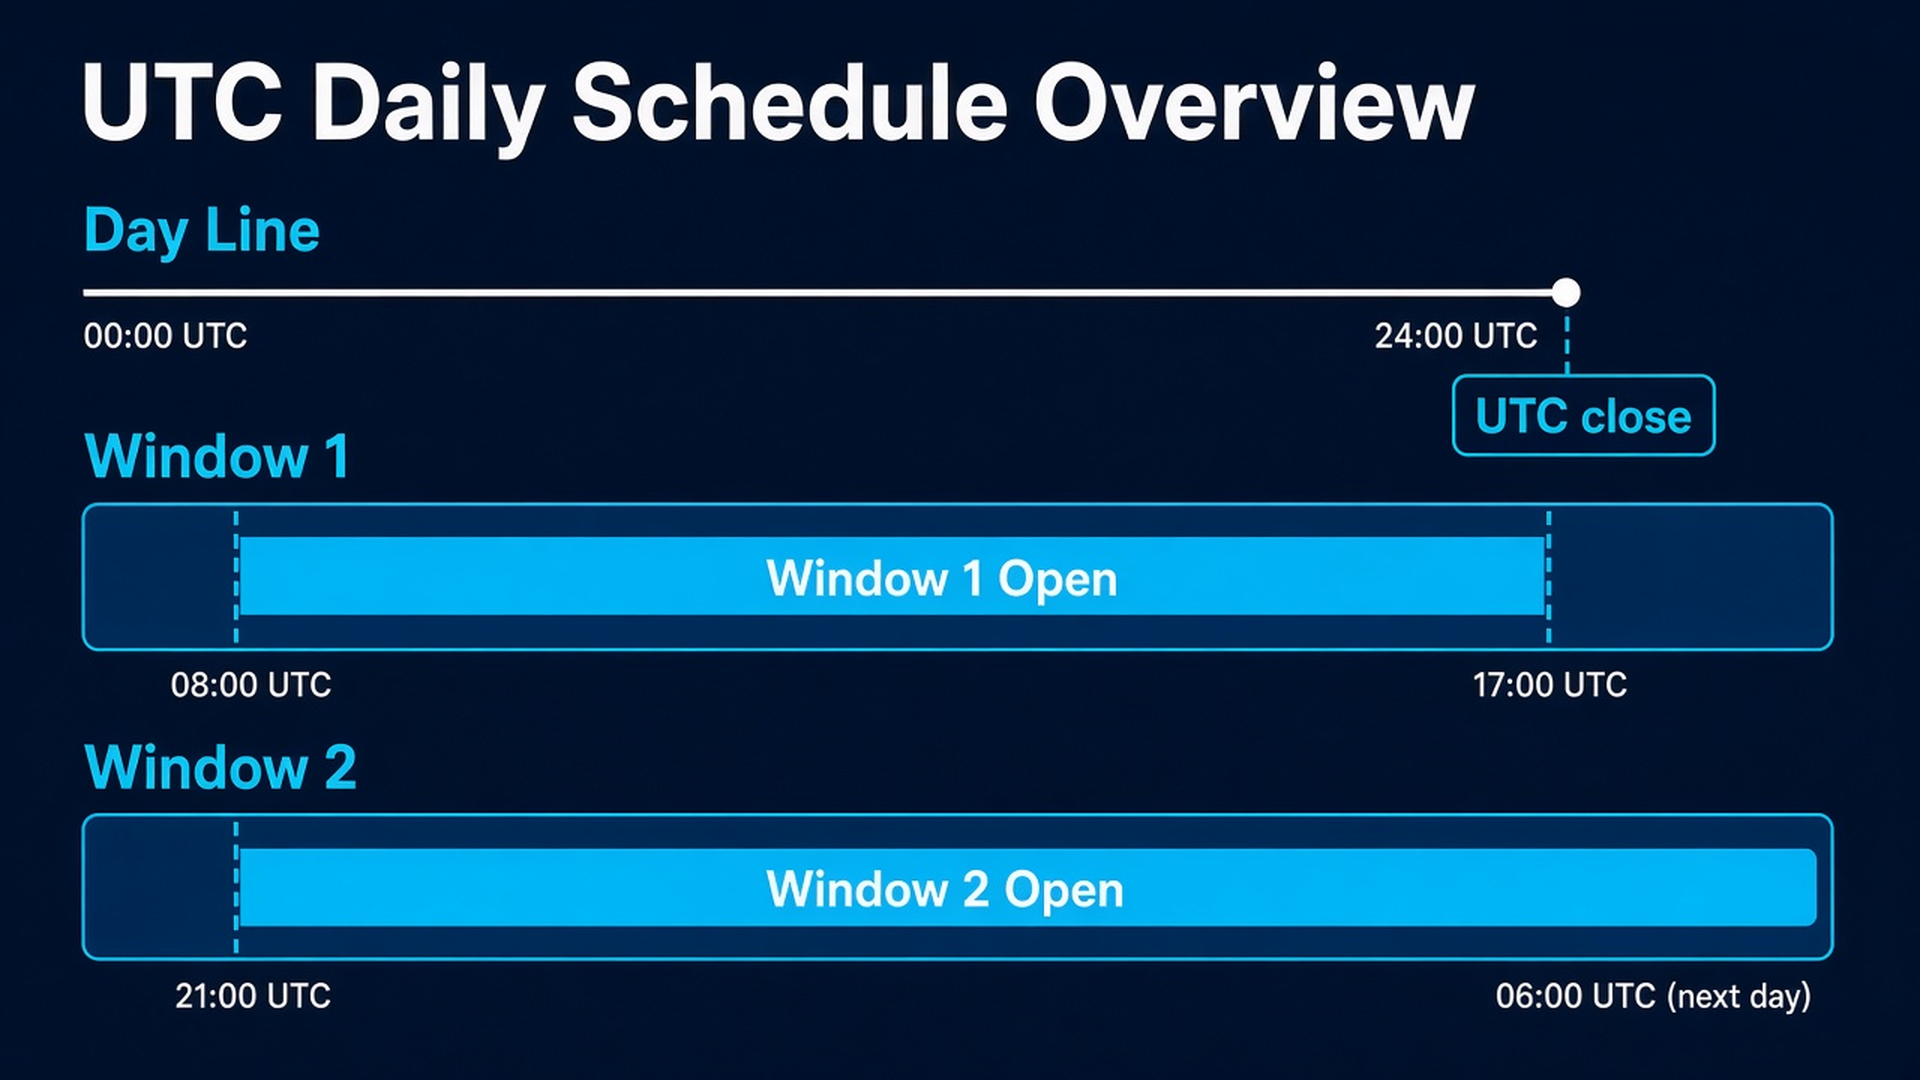 UTC Daily Schedule Overview
Day Line
00:00 UTC
24:00 UTC
UTC close
Window 1
Window 1 Open
08:00 UTC
17:00 UTC
Window 2
Window 2 Open
21:00 UTC
06:00 UTC (next day)